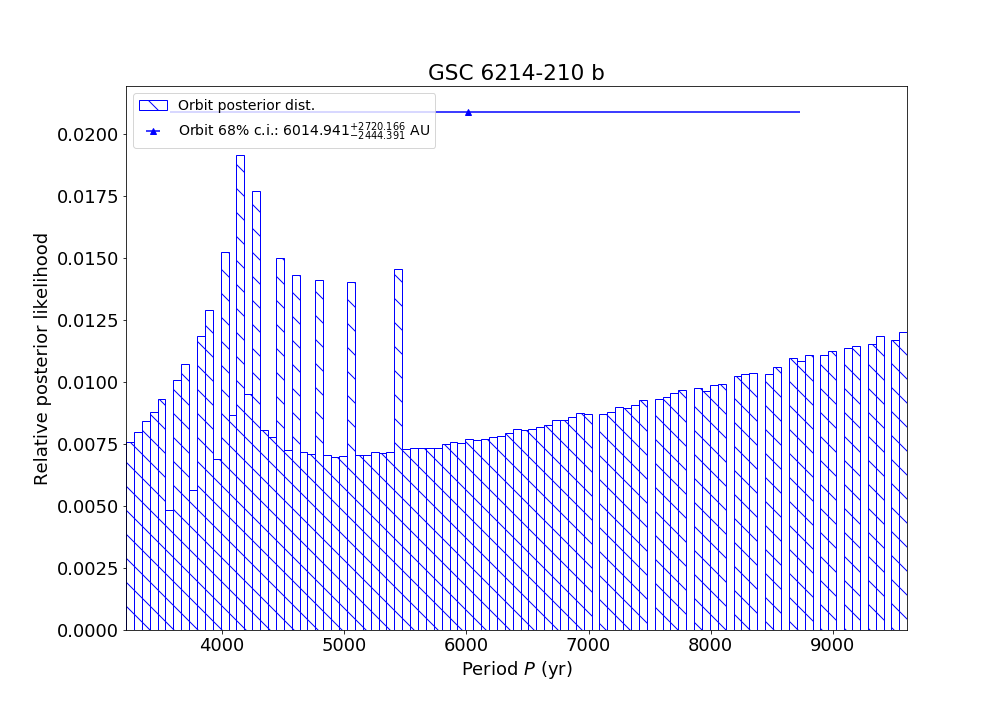 GSC 6214-210 b
Orbit posterior dist.
Orbit 68% c.i.: 6014.941+2720.166−2444.391 AU
Relative posterior likelihood
0.0200
0.0175
0.0150
0.0125
0.0100
0.0075
0.0050
0.0025
0.0000
4000 5000 6000 7000 8000 9000
Period P (yr)